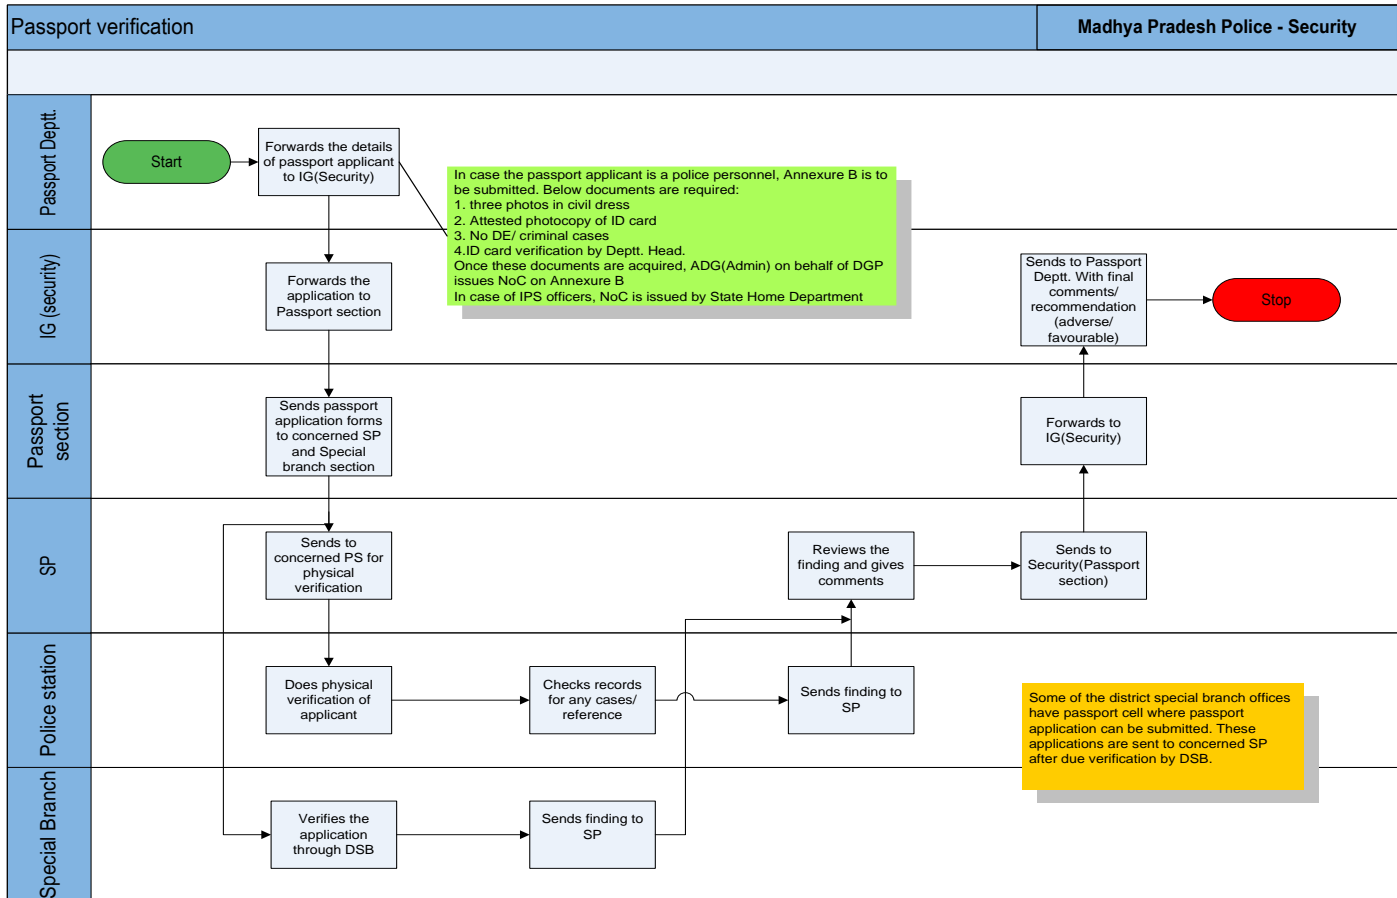 Passport verification
Madhya Pradesh Police - Security
Passport Deptt.
Start
Forwards the details
of passport applicant
to IG(Security)
In case the passport applicant is a police personnel, Annexure B is to
be submitted. Below documents are required:
1. three photos in civil dress
2. Attested photocopy of ID card
3. No DE/ criminal cases
4.ID card verification by Deptt. Head.
Once these documents are acquired, ADG(Admin) on behalf of DGP
issues NoC on Annexure B
In case of IPS officers, NoC is issued by State Home Department
IG (security)
Forwards the
application to
Passport section
Sends to Passport
Deptt. With final
comments/
recommendation
(adverse/
favourable)
Stop
Passport
section
Sends passport
application forms
to concerned SP
and Special
branch section
Forwards to
IG(Security)
SP
Sends to
concerned PS for
physical
verification
Reviews the
finding and gives
comments
Sends to
Security(Passport
section)
Police station
Does physical
verification of
applicant
Checks records
for any cases/
reference
Sends finding to
SP
Some of the district special branch offices
have passport cell where passport
application can be submitted. These
applications are sent to concerned SP
after due verification by DSB.
Special Branch
Verifies the
application
through DSB
Sends finding to
SP